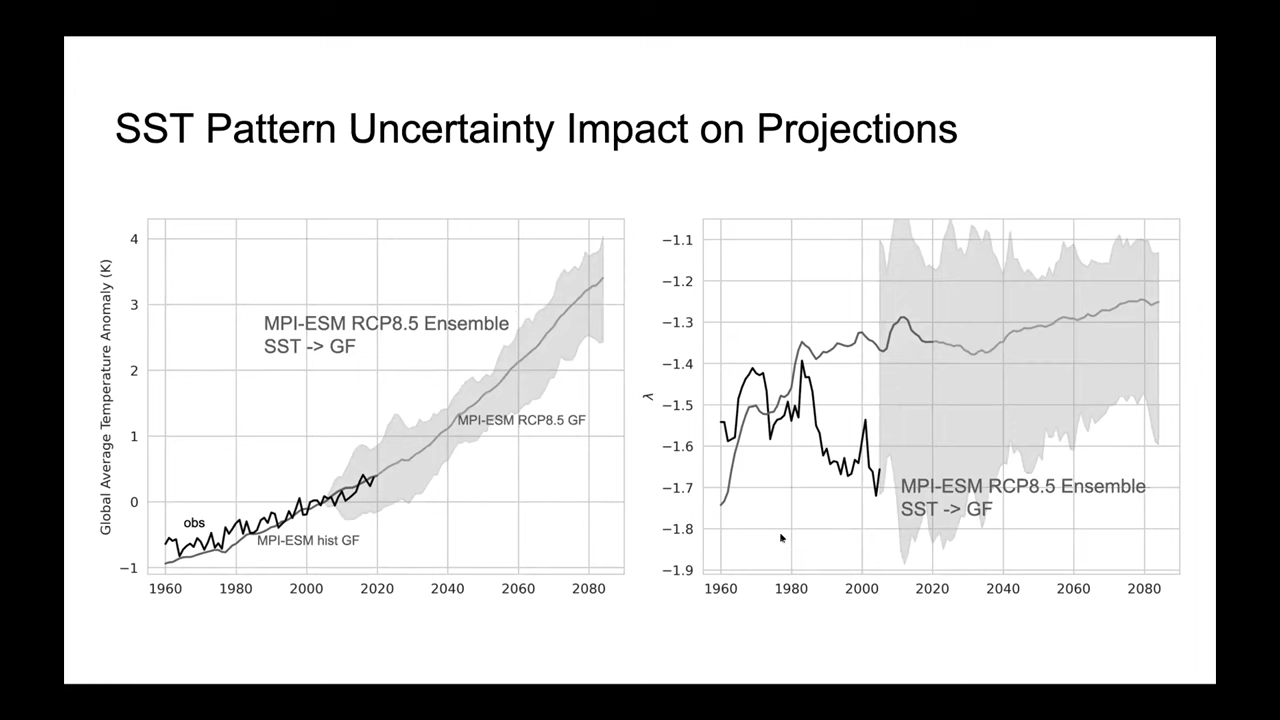 SST Pattern Uncertainty Impact on Projections
Global Average Temperature Anomaly (K)
4
3
2
1
0
−1
MPI-ESM RCP8.5 Ensemble
SST -> GF
MPI-ESM RCP8.5 GF
obs
MPI-ESM hist GF
1960 1980 2000 2020 2040 2060 2080
λ
−1.1
−1.2
−1.3
−1.4
−1.5
−1.6
−1.7
−1.8
−1.9
MPI-ESM RCP8.5 Ensemble
SST -> GF
1960 1980 2000 2020 2040 2060 2080